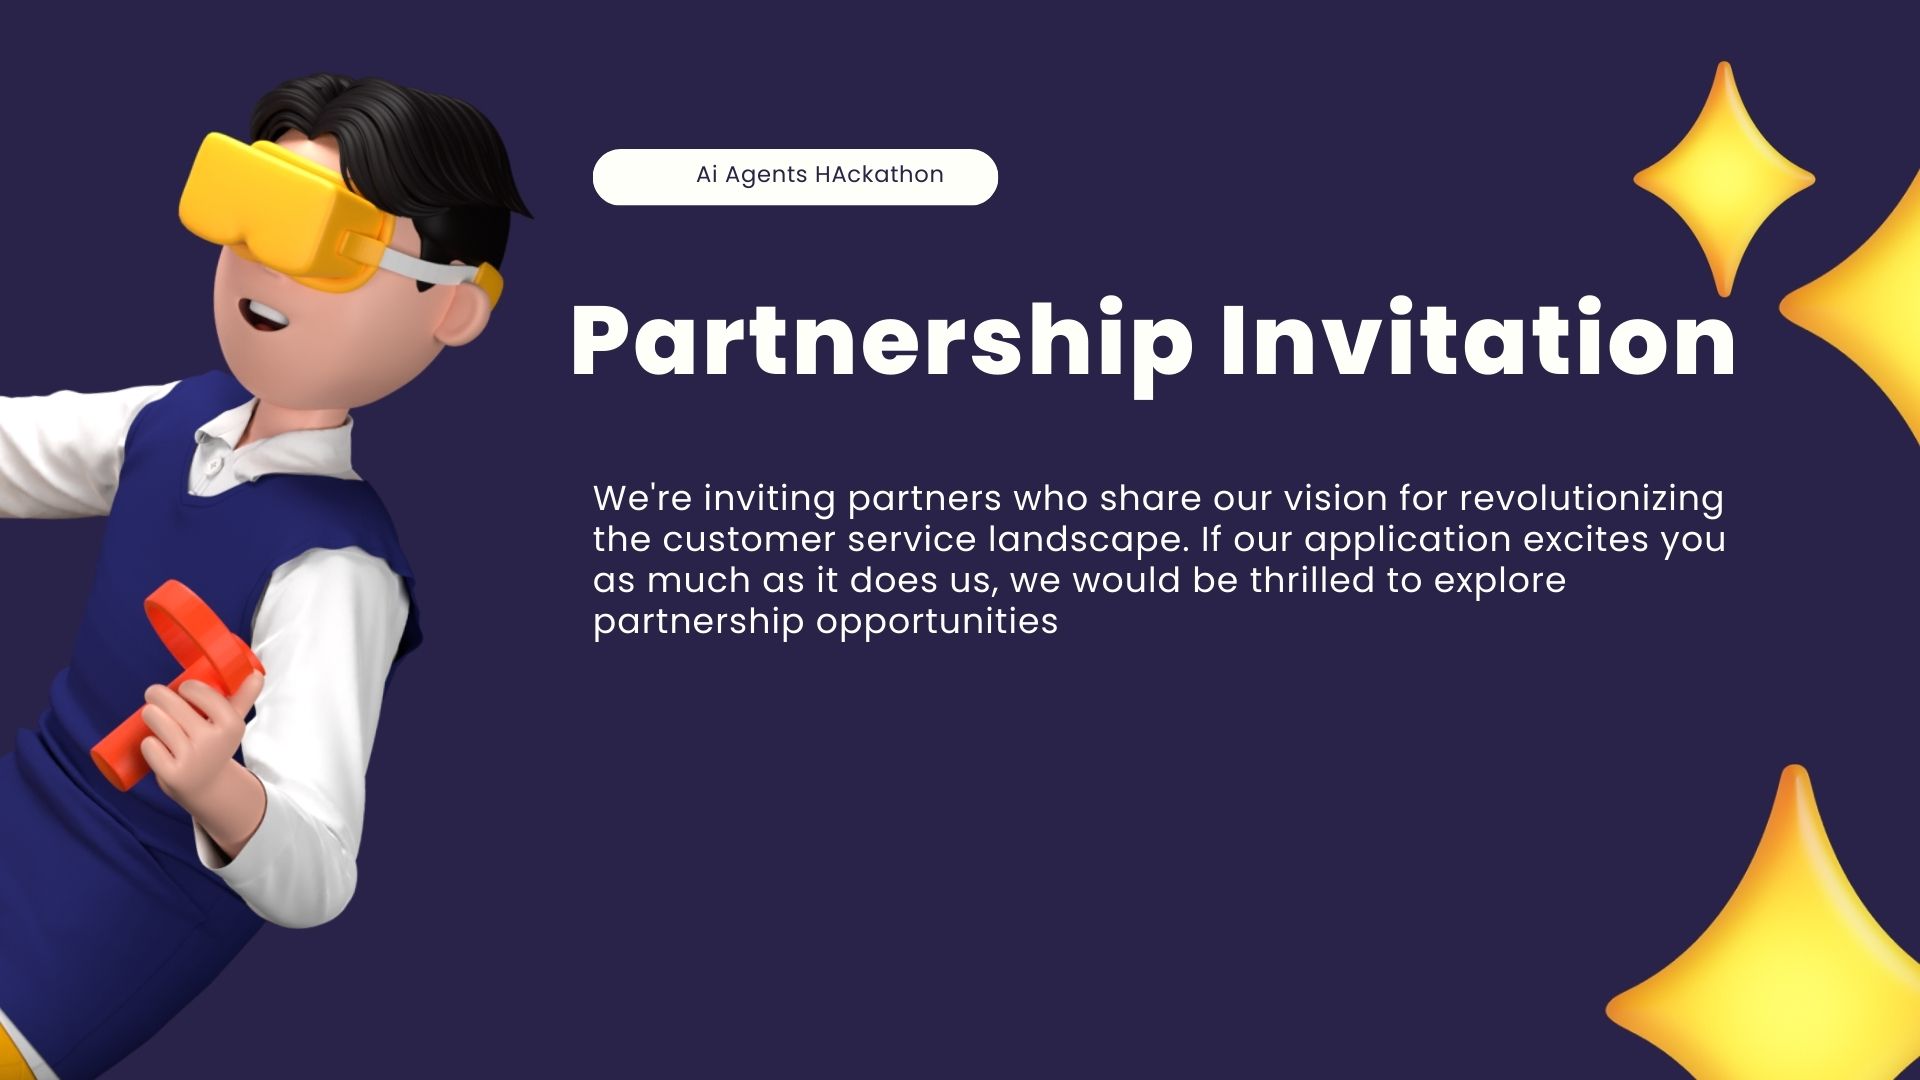 Ai Agents HAckathon
Partnership Invitation
We're inviting partners who share our vision for revolutionizing
the customer service landscape. If our application excites you
as much as it does us, we would be thrilled to explore
partnership opportunities